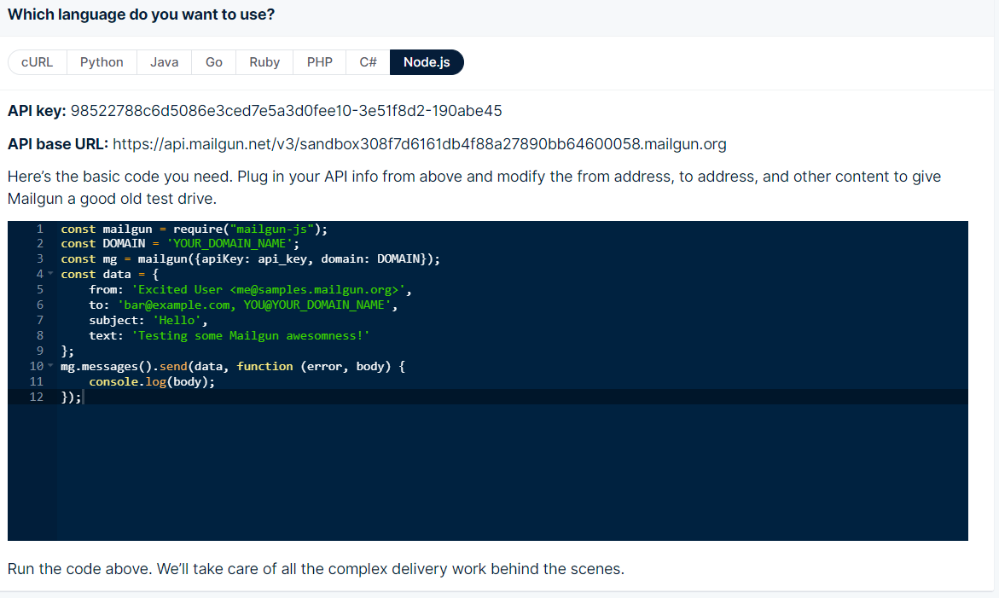 Which language do you want to use?
cURL Python Java Go Ruby PHP C# Node.js
API key: 98522788c6d5086e3ced7e5a3d0fee10-3e51f8d2-190abe45
API base URL: https://api.mailgun.net/v3/sandbox308f7d6161db4f88a27890bb64600058.mailgun.org
Here’s the basic code you need. Plug in your API info from above and modify the from address, to address, and other content to give
Mailgun a good old test drive.
1 const mailgun = require("mailgun-js");
2 const DOMAIN = 'YOUR_DOMAIN_NAME';
3 const mg = mailgun({apiKey: api_key, domain: DOMAIN});
4 const data = {
5 from: 'Excited User <me@samples.mailgun.org>',
6 to: 'bar@example.com, YOU@YOUR_DOMAIN_NAME',
7 subject: 'Hello',
8 text: 'Testing some Mailgun awesomness!'
9 };
10 mg.messages().send(data, function (error, body) {
11 console.log(body);
12 });
Run the code above. We’ll take care of all the complex delivery work behind the scenes.